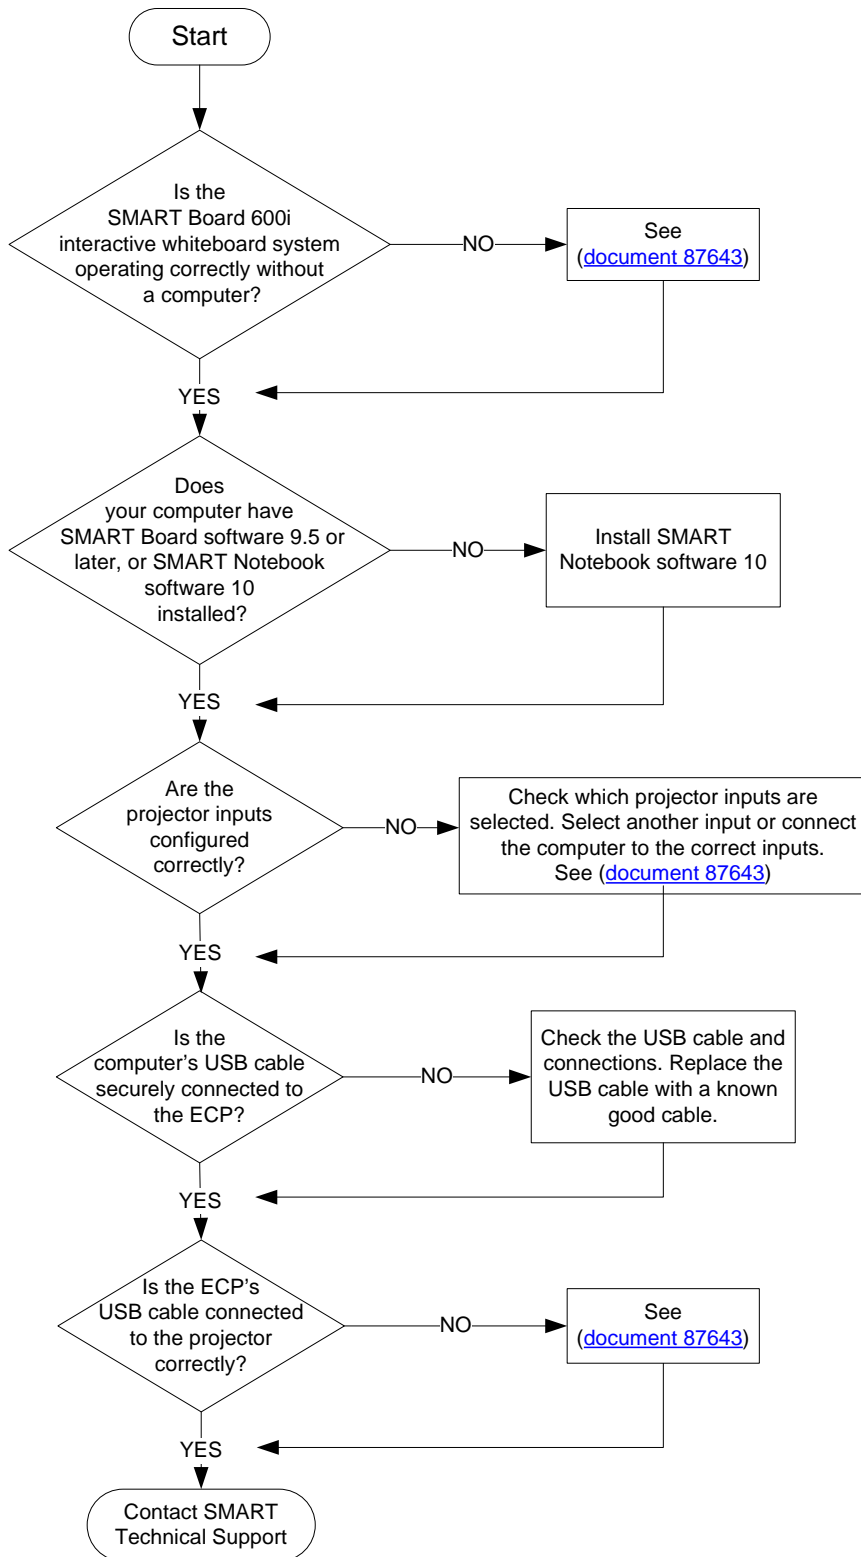 Start
Is the
SMART Board 600i
interactive whiteboard system
operating correctly without
a computer?
NO
See
(document 87643)
YES
Does
your computer have
SMART Board software 9.5 or
later, or SMART Notebook
software 10
installed?
NO
Install SMART
Notebook software 10
YES
Are the
projector inputs
configured
correctly?
NO
Check which projector inputs are
selected. Select another input or connect
the computer to the correct inputs.
See (document 87643)
YES
Is the
computer’s USB cable
securely connected to
the ECP?
NO
Check the USB cable and
connections. Replace the
USB cable with a known
good cable.
YES
Is the ECP’s
USB cable connected
to the projector
correctly?
NO
See
(document 87643)
YES
Contact SMART
Technical Support